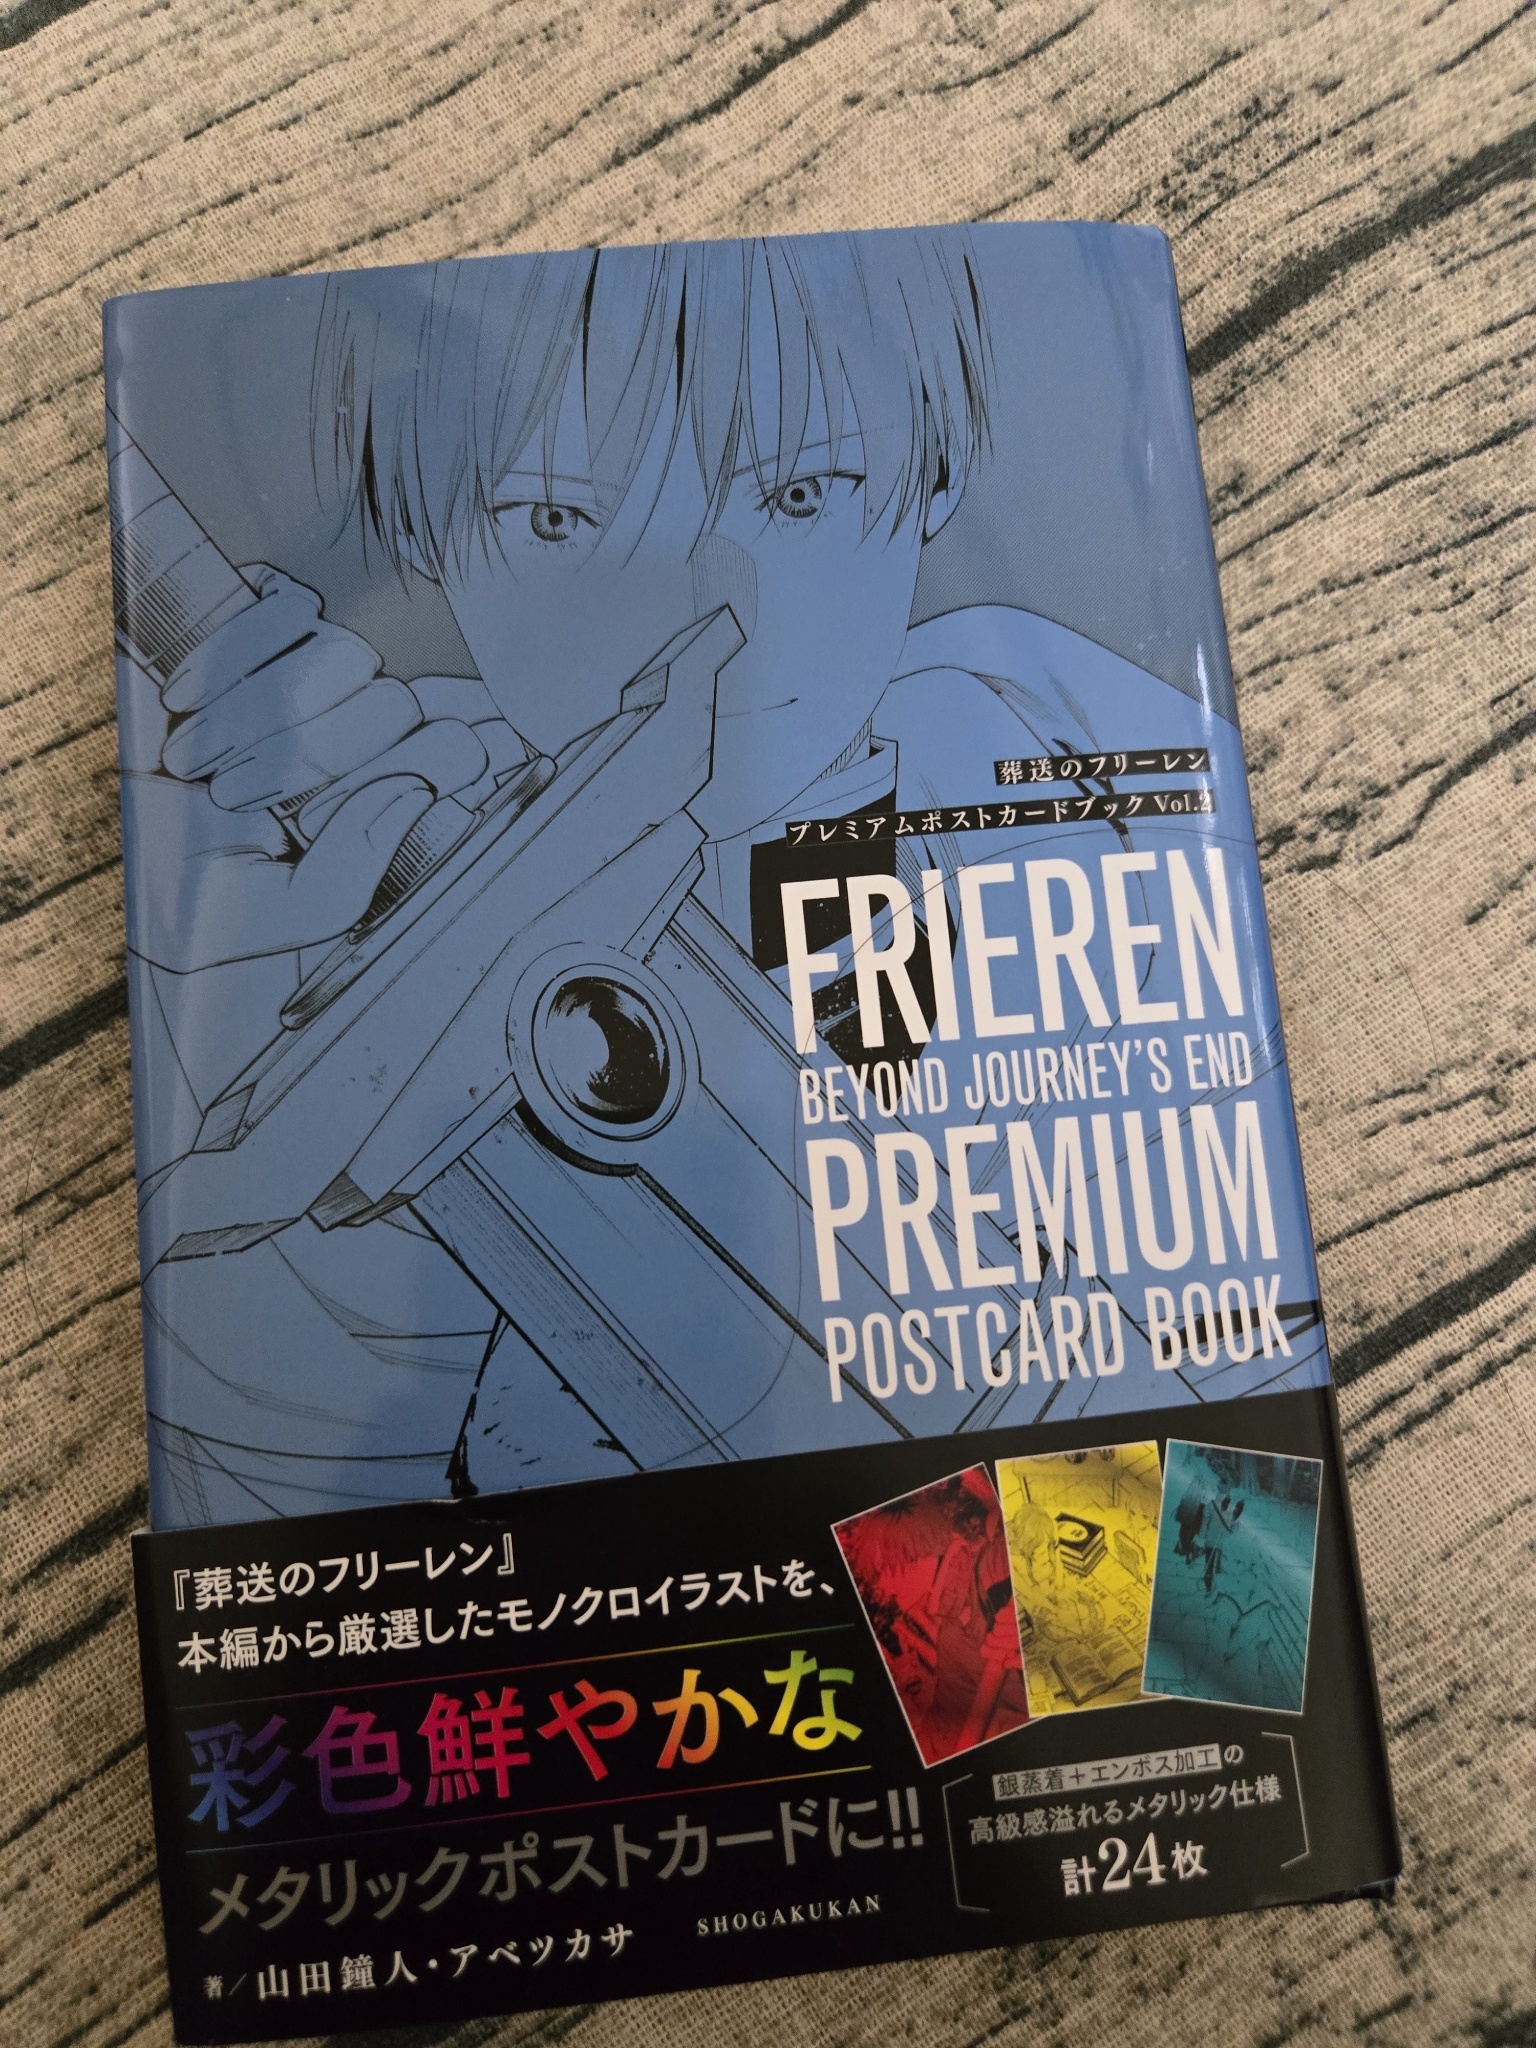 葬送のフリーレン
プレミアムポストカードブック Vol.2
FRIEREN
BEYOND JOURNEY'S END
PREMIUM
POSTCARD BOOK
『葬送のフリーレン』
本編から厳選したモノクロイラストを、
彩色鮮やかな
メタリックポストカードに!!
銀蒸着+エンボス加工の
高級感溢れるメタリック仕様
計24枚
著/山田鐘人・アベツカサ
SHOGAKUKAN